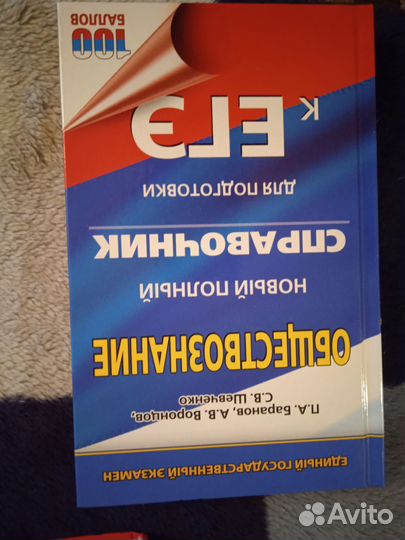 ЕДИНЫЙ ГОСУДАРСТВЕННЫЙ ЭКЗАМЕН
П.А. Баранов, А.В. Воронцов,
С.В. Шевченко
ОБЩЕСТВОЗНАНИЕ
НОВЫЙ ПОЛНЫЙ
СПРАВОЧНИК
ДЛЯ ПОДГОТОВКИ
К ЕГЭ
100
БАЛЛОВ
Avito